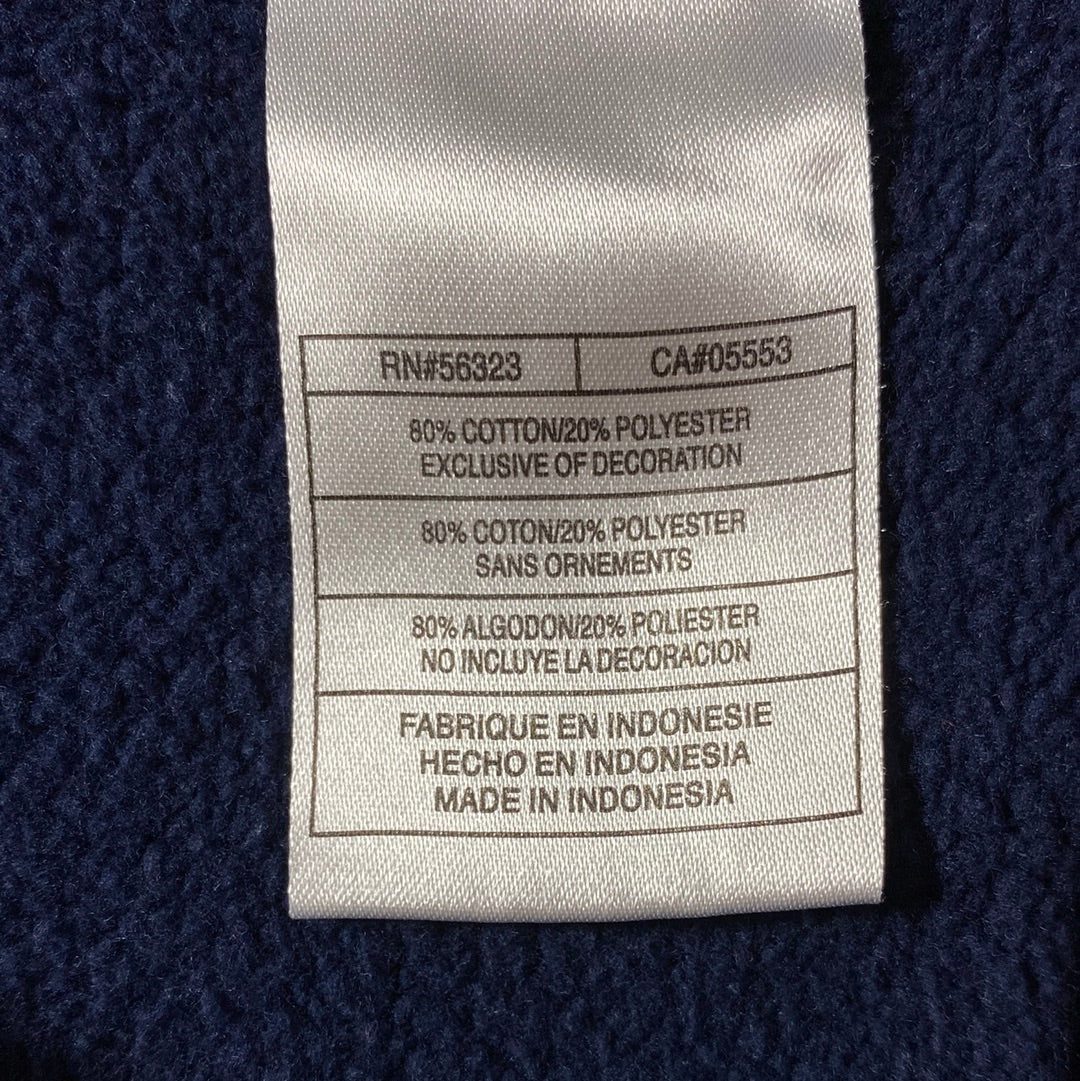 RN#56323 CA#05553
80% COTTON/20% POLYESTER
EXCLUSIVE OF DECORATION
80% COTON/20% POLYESTER
SANS ORNEMENTS
80% ALGODON/20% POLIESTER
NO INCLUYE LA DECORACION
FABRIQUE EN INDONESIE
HECHO EN INDONESIA
MADE IN INDONESIA